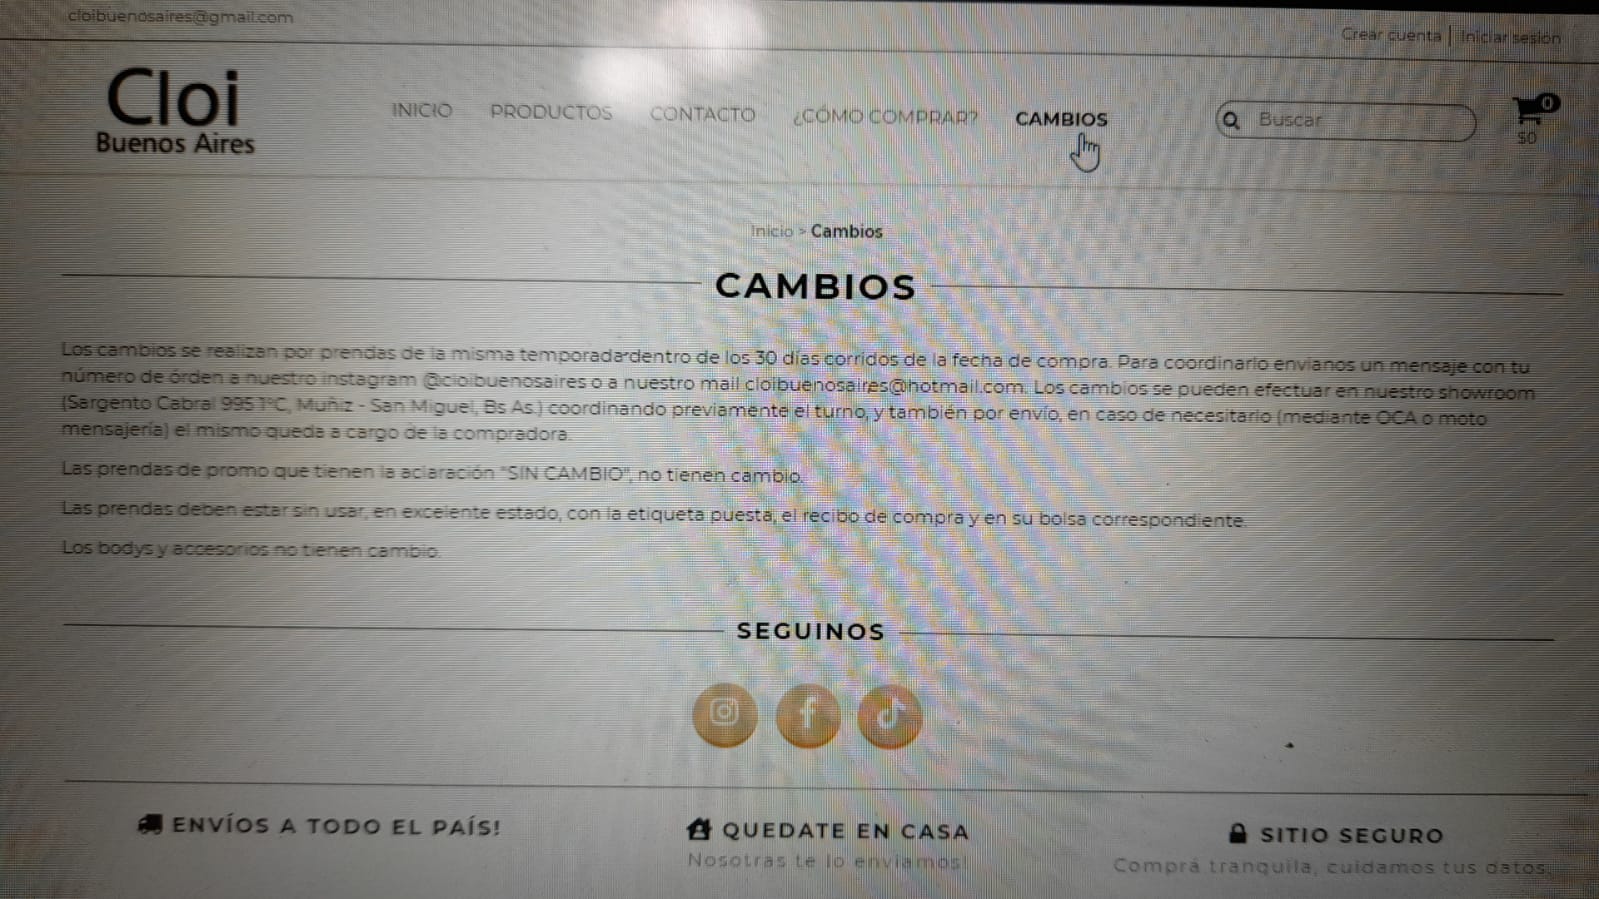 cloibuenosaires@gmail.com
Crear cuenta | Iniciar sesión
Cloi
Buenos Aires
INICIO PRODUCTOS CONTACTO ¿CÓMO COMPRAR? CAMBIOS
Buscar
0
$0
Inicio > Cambios
CAMBIOS
Los cambios se realizan por prendas de la misma temporada dentro de los 30 días corridos de la fecha de compra. Para coordinarlo envianos un mensaje con tu
número de órden a nuestro instagram @cloibuenosaires o a nuestro mail cloibuenosaires@hotmail.com. Los cambios se pueden efectuar en nuestro showroom
(Sargento Cabral 995 1°C, Muñiz - San Miguel, Bs As.) coordinando previamente el turno, y también por envío, en caso de necesitarlo (mediante OCA o moto
mensajería) el mismo queda a cargo de la compradora.
Las prendas de promo que tienen la aclaración "SIN CAMBIO", no tienen cambio.
Las prendas deben estar sin usar, en excelente estado, con la etiqueta puesta, el recibo de compra y en su bolsa correspondiente.
Los bodys y accesorios no tienen cambio.
SEGUINOS
ENVÍOS A TODO EL PAÍS!
QUEDATE EN CASA
Nosotras te lo enviamos!
SITIO SEGURO
Comprá tranquila, cuidamos tus datos.